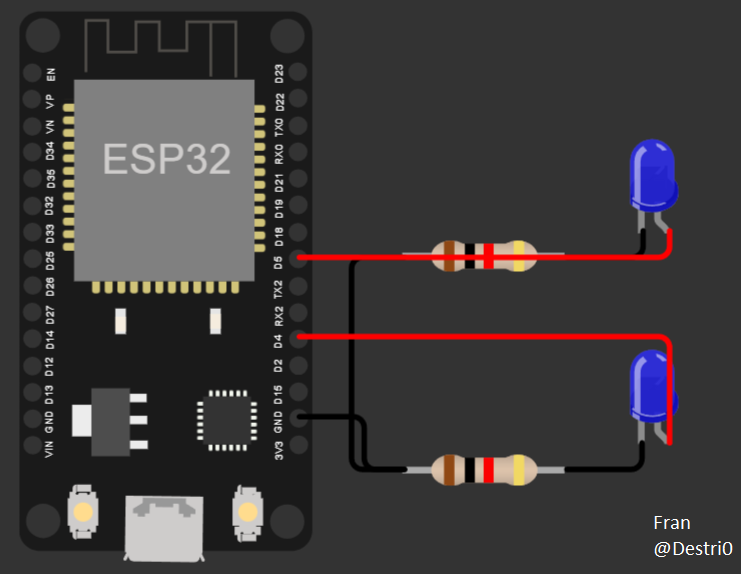 EN
VP
VN
D34
D35
D32
D33
D25
D26
D27
D14
D12
D13
GND
VIN
ESP32
D23
D22
TX0
RX0
D21
D19
D18
D5
TX2
RX2
D4
D2
D15
GND
3V3
Fran
@Destri0